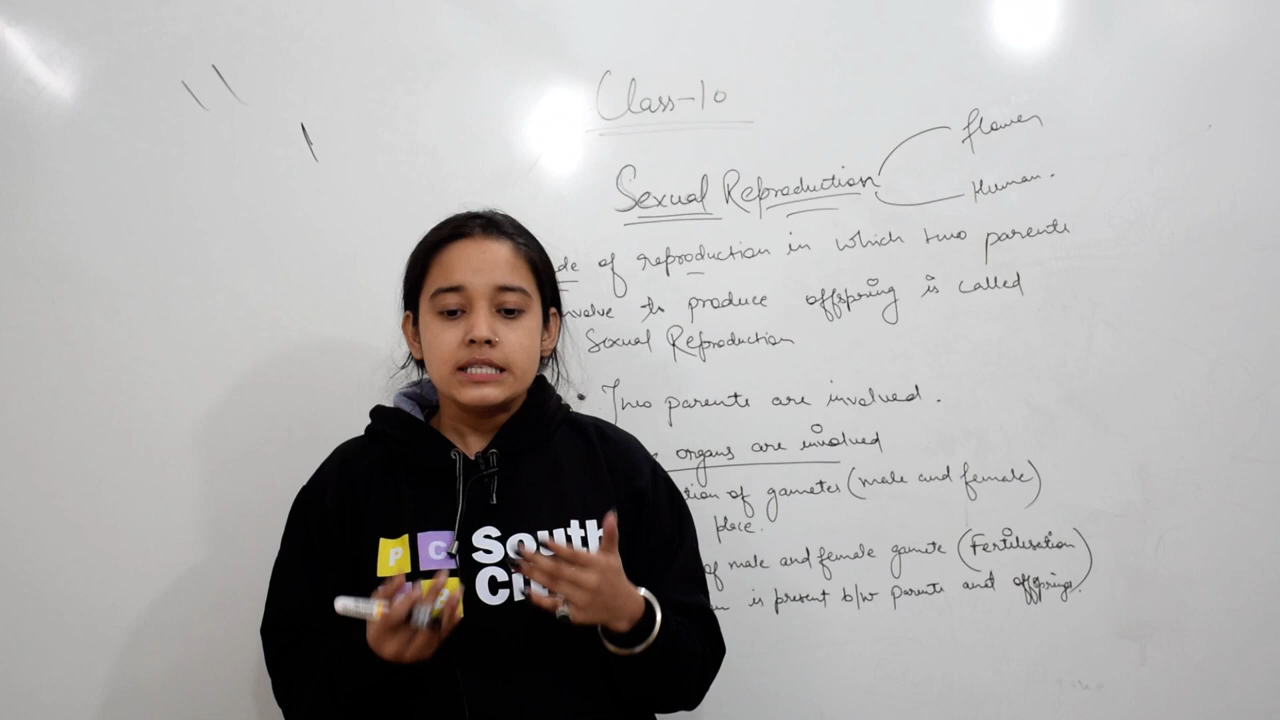 Class-10
Sexual Reproduction
flower
Human.
de of reproduction in which two parents
nvolve to produce offspring is called
Sexual Reproduction
• Two parents are involved.
organs are involved
tion of gametes (male and female)
place.
of male and female gamete (Fertilisation)
n is present b/w parents and offsprings.
P C
South
Ci